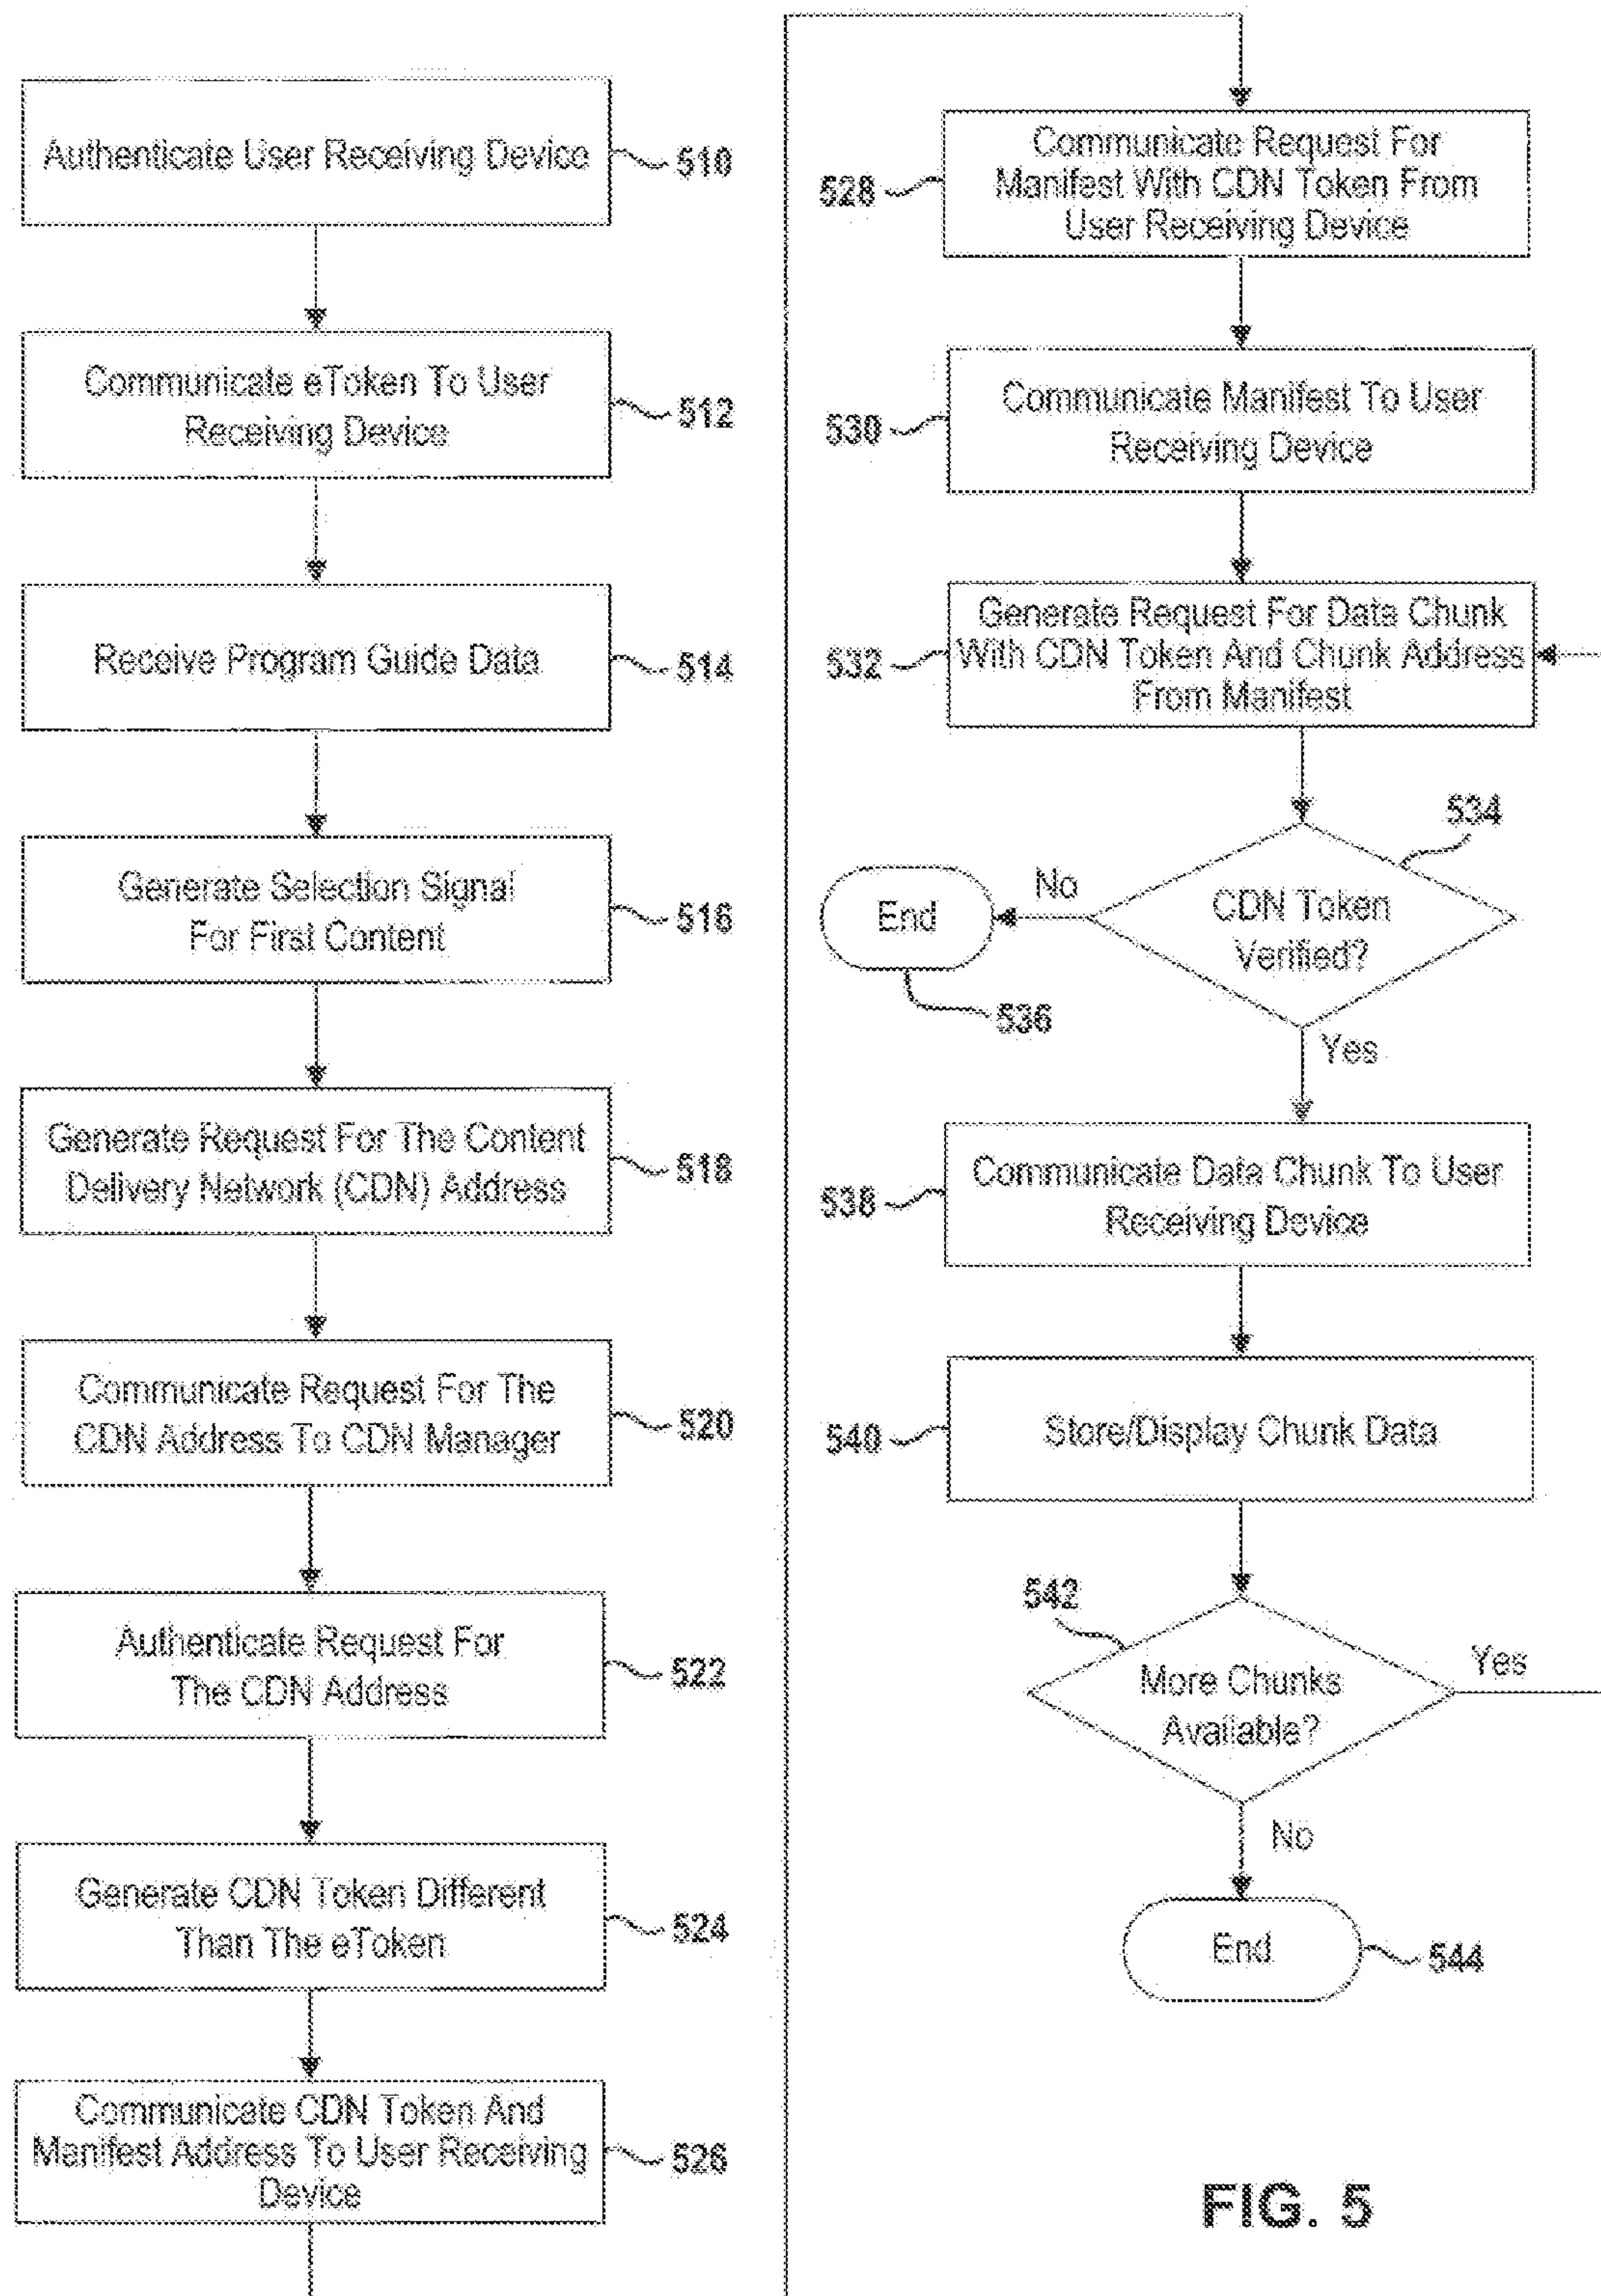 Authenticate User Receiving Device
510
Communicate eToken To User
Receiving Device
512
Receive Program Guide Data
514
Generate Selection Signal
For First Content
516
Generate Request For The Content
Delivery Network (CDN) Address
518
Communicate Request For The
CDN Address To CDN Manager
520
Authenticate Request For
The CDN Address
522
Generate CDN Token Different
Than The eToken
524
Communicate CDN Token And
Manifest Address To User Receiving
Device
526
Communicate Request For
Manifest With CDN Token From
User Receiving Device
528
Communicate Manifest To User
Receiving Device
530
Generate Request For Data Chunk
With CDN Token And Chunk Address
From Manifest
532
534
CDN Token
Verified?
No
End
536
Yes
Communicate Data Chunk To User
Receiving Device
538
Store/Display Chunk Data
540
542
More Chunks
Available?
Yes
No
End
544
FIG. 5